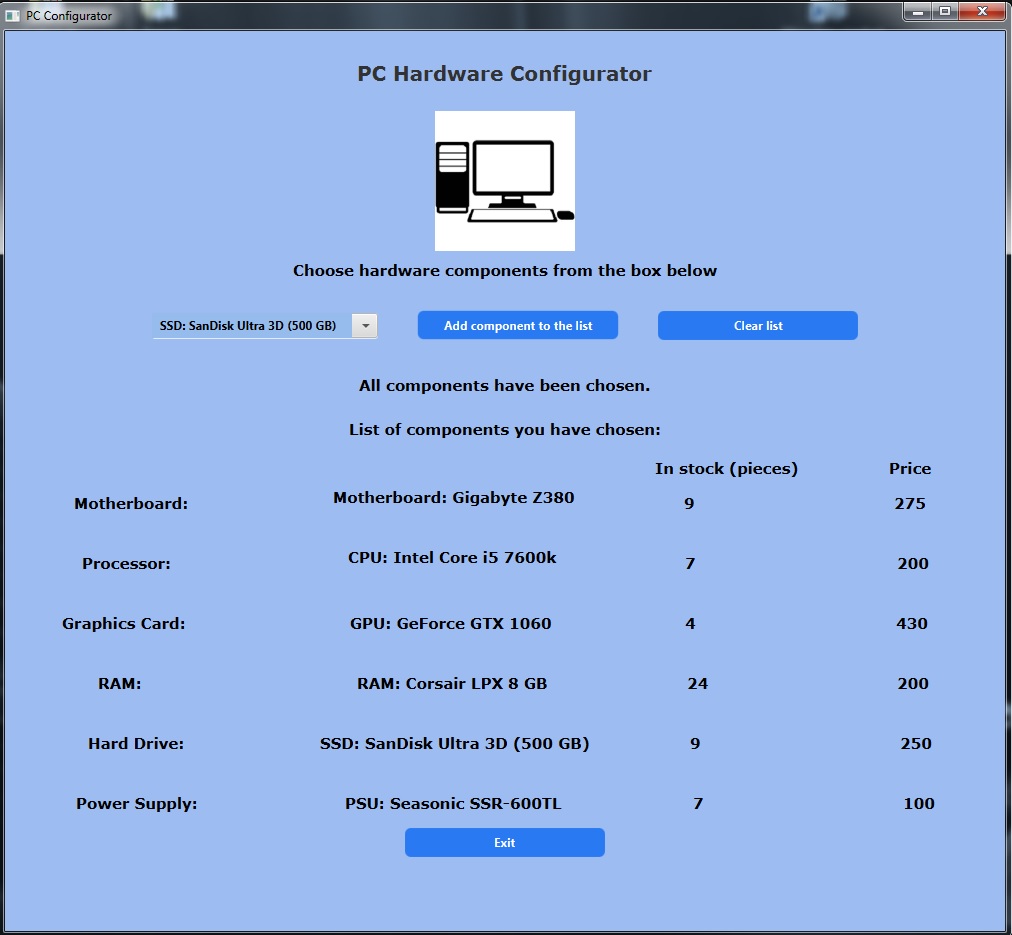 PC Configurator
PC Hardware Configurator
Choose hardware components from the box below
SSD: SanDisk Ultra 3D (500 GB) Add component to the list Clear list
All components have been chosen.
List of components you have chosen:
In stock (pieces) Price
Motherboard: Motherboard: Gigabyte Z380 9 275
Processor: CPU: Intel Core i5 7600k 7 200
Graphics Card: GPU: GeForce GTX 1060 4 430
RAM: RAM: Corsair LPX 8 GB 24 200
Hard Drive: SSD: SanDisk Ultra 3D (500 GB) 9 250
Power Supply: PSU: Seasonic SSR-600TL 7 100
Exit